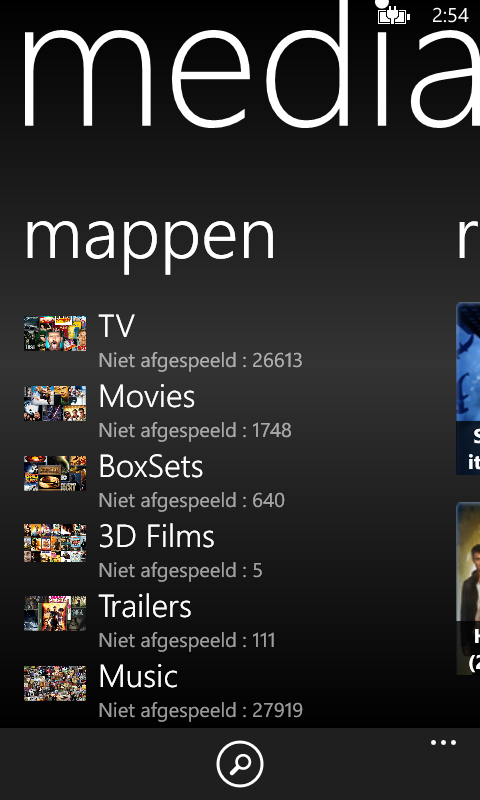 2:54
media
mappen
r
TV
Niet afgespeeld : 26613
Movies
Niet afgespeeld : 1748
BoxSets
Niet afgespeeld : 640
3D Films
Niet afgespeeld : 5
Trailers
Niet afgespeeld : 111
Music
Niet afgespeeld : 27919
S
it
H
(2